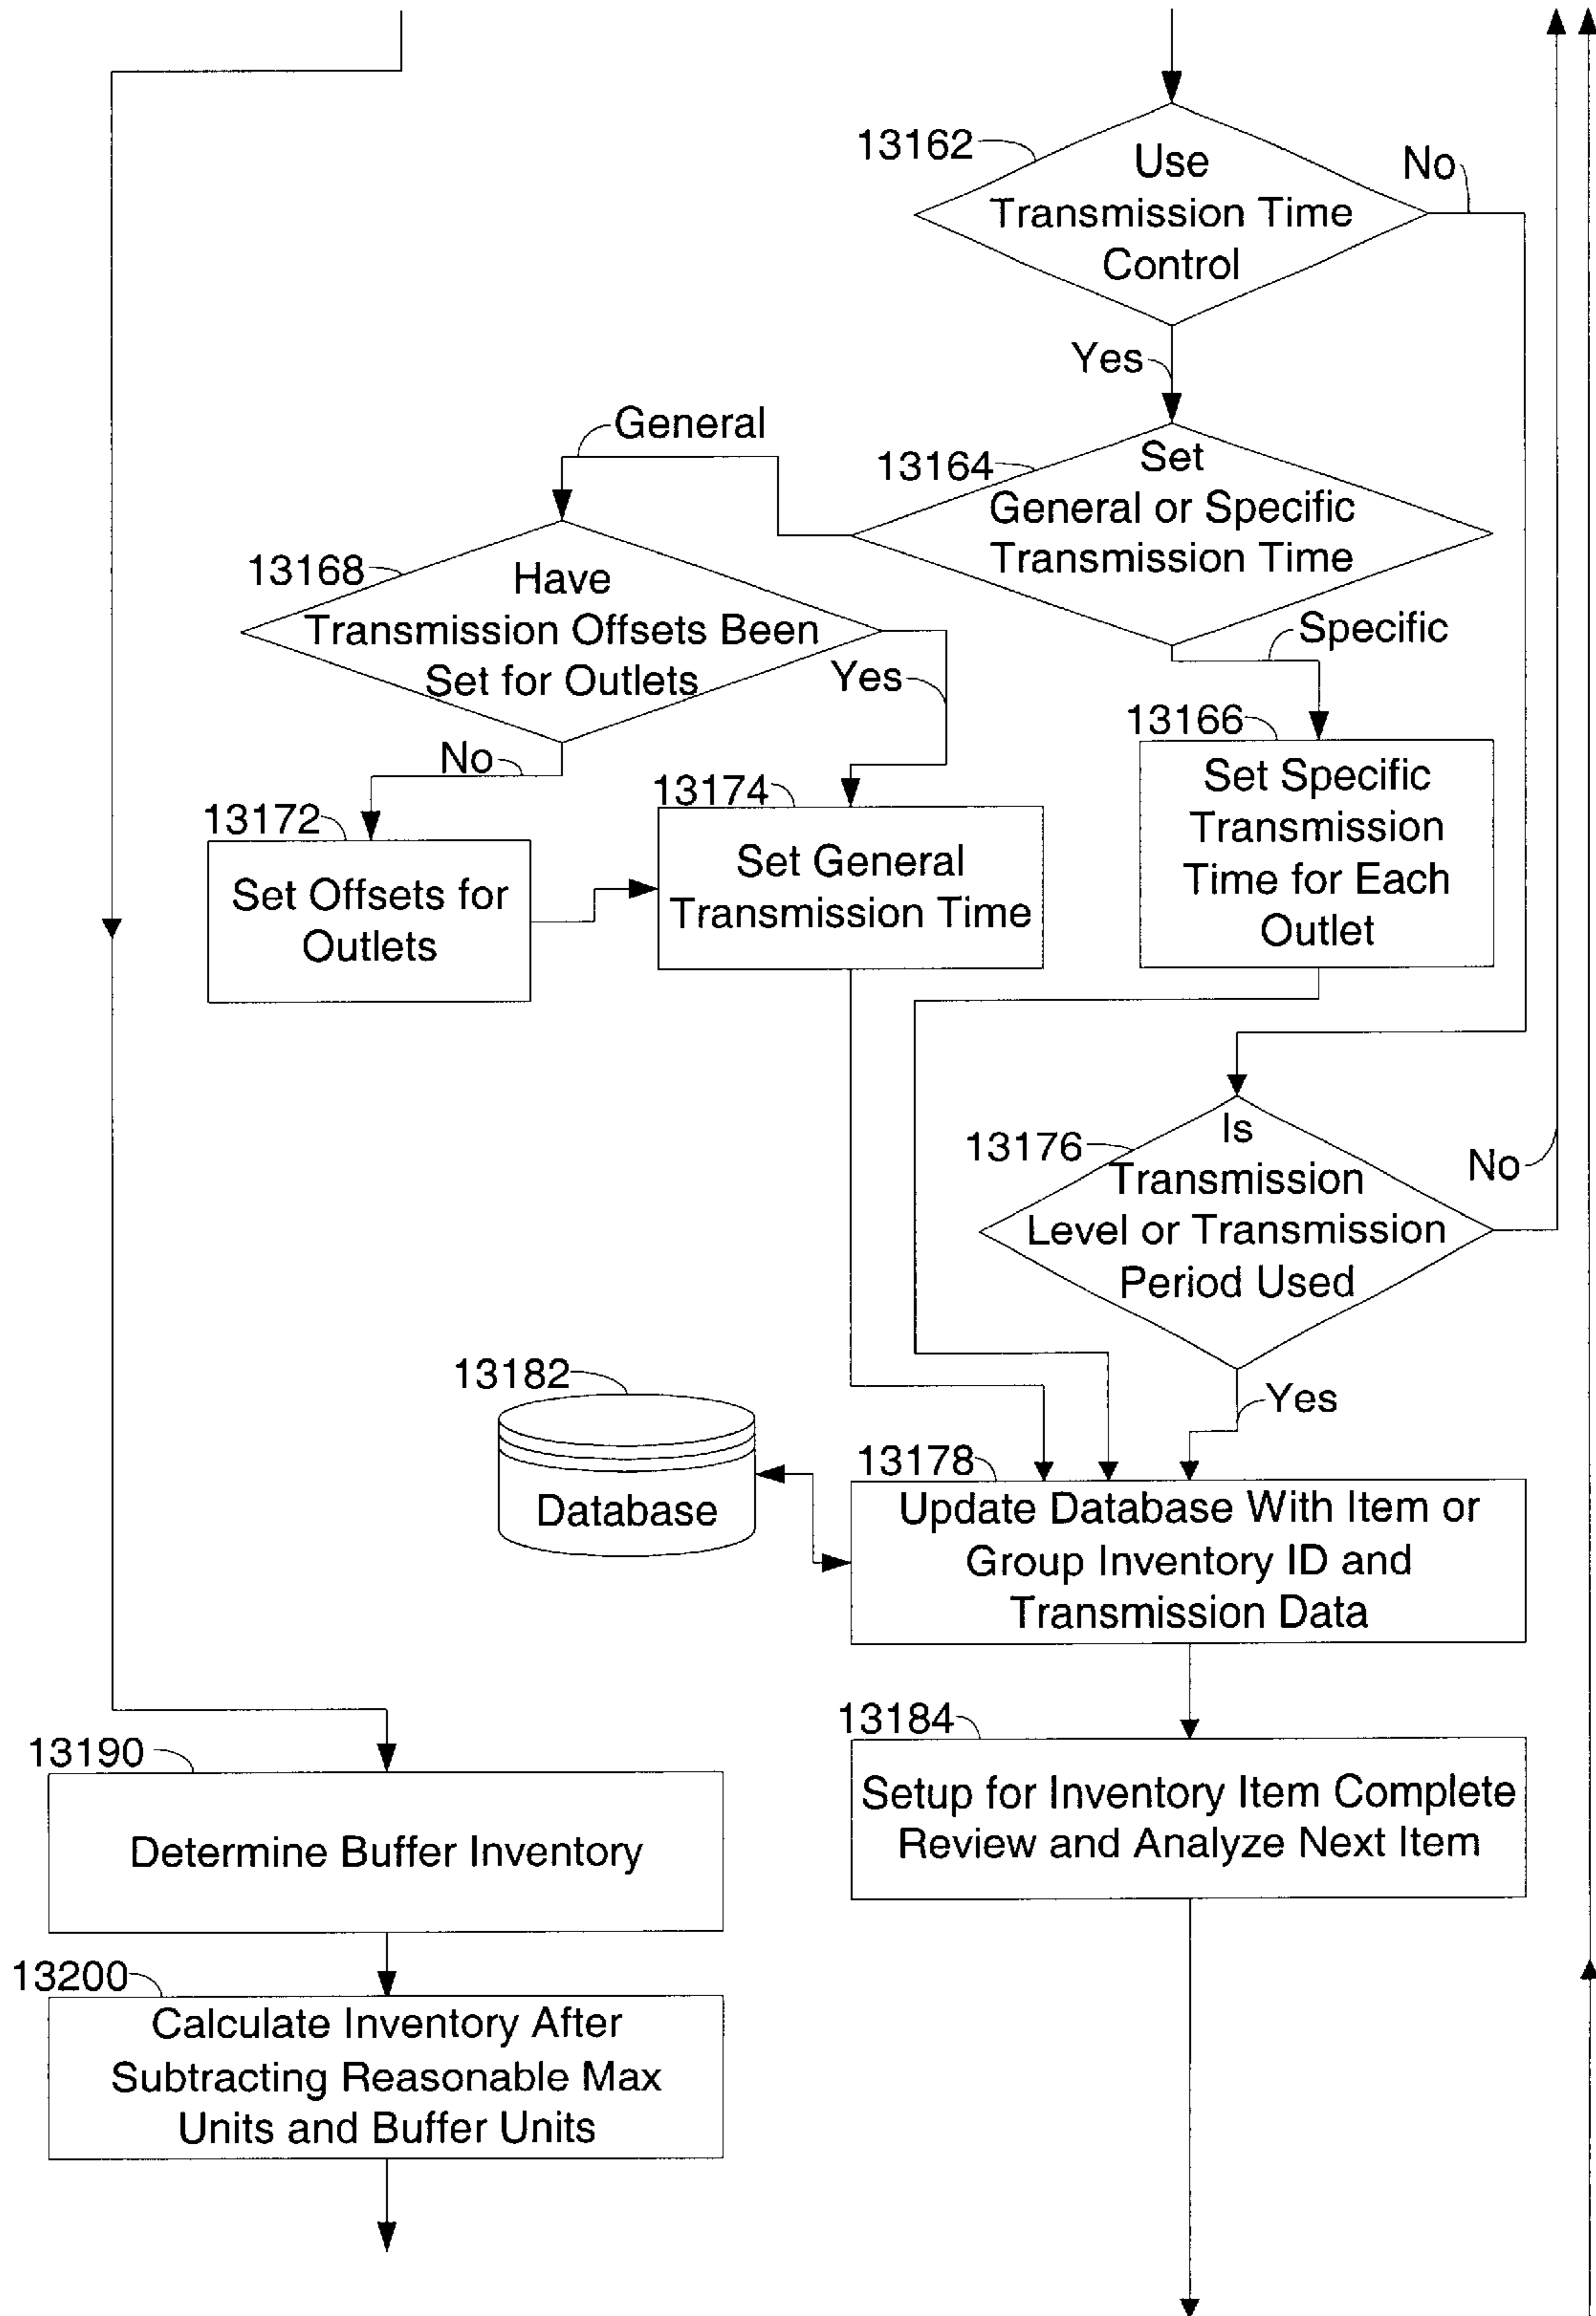 13162
Use
Transmission Time
Control
No
Yes
General
13164
Set
General or Specific
Transmission Time
13168
Have
Transmission Offsets Been
Set for Outlets
Yes
Specific
No
13166
Set Specific
Transmission
Time for Each
Outlet
13172
Set Offsets for
Outlets
13174
Set General
Transmission Time
13176
Is
Transmission
Level or Transmission
Period Used
No
Yes
13182
Database
13178
Update Database With Item or
Group Inventory ID and
Transmission Data
13184
Setup for Inventory Item Complete
Review and Analyze Next Item
13190
Determine Buffer Inventory
13200
Calculate Inventory After
Subtracting Reasonable Max
Units and Buffer Units